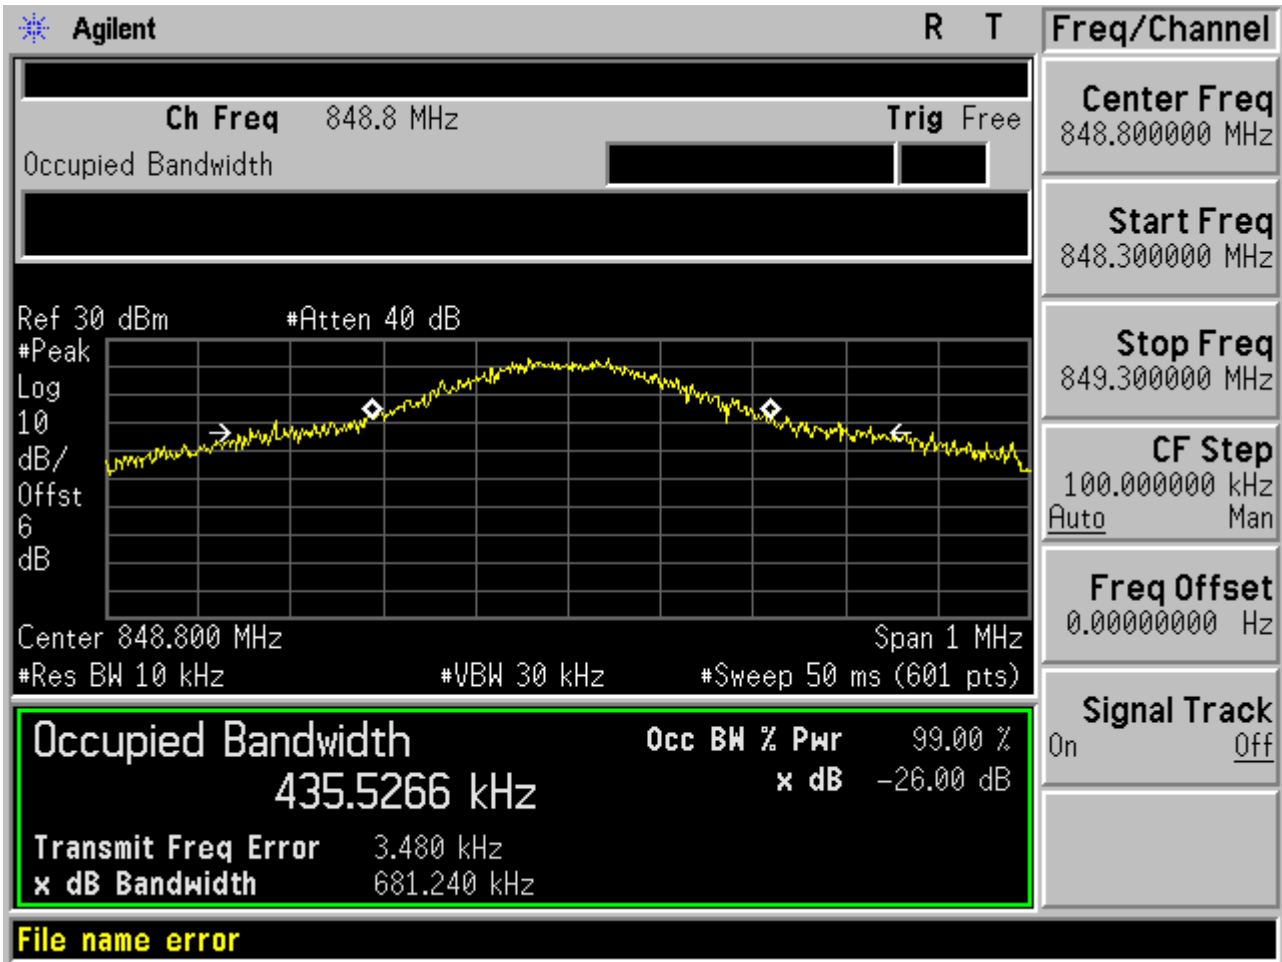 Agilent R T
Freq/Channel
Ch Freq 848.8 MHz Trig Free
Occupied Bandwidth
Center Freq
848.800000 MHz
Start Freq
848.300000 MHz
Stop Freq
849.300000 MHz
CF Step
100.000000 kHz
Auto Man
Freq Offset
0.00000000 Hz
Signal Track
On Off
Ref 30 dBm #Atten 40 dB
#Peak
Log
10
dB/
Offst
6
dB
Center 848.800 MHz Span 1 MHz
#Res BW 10 kHz #VBW 30 kHz #Sweep 50 ms (601 pts)
Occupied Bandwidth
435.5266 kHz
Occ BW % Pwr 99.00 %
x dB -26.00 dB
Transmit Freq Error 3.480 kHz
x dB Bandwidth 681.240 kHz
File name error